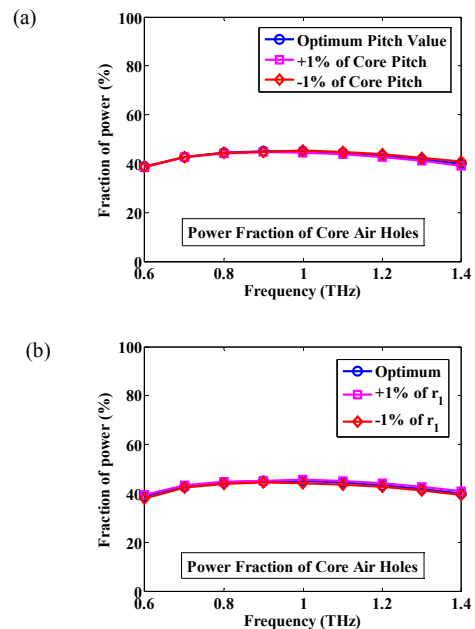 (a)
100
80
60
40
20
0
0.6 0.8 1 1.2 1.4
Fraction of power (%)
Frequency (THz)
Optimum Pitch Value
+1% of Core Pitch
-1% of Core Pitch
Power Fraction of Core Air Holes
(b)
100
80
60
40
20
0
0.6 0.8 1 1.2 1.4
Fraction of power (%)
Frequency (THz)
Optimum
+1% of r1
-1% of r1
Power Fraction of Core Air Holes